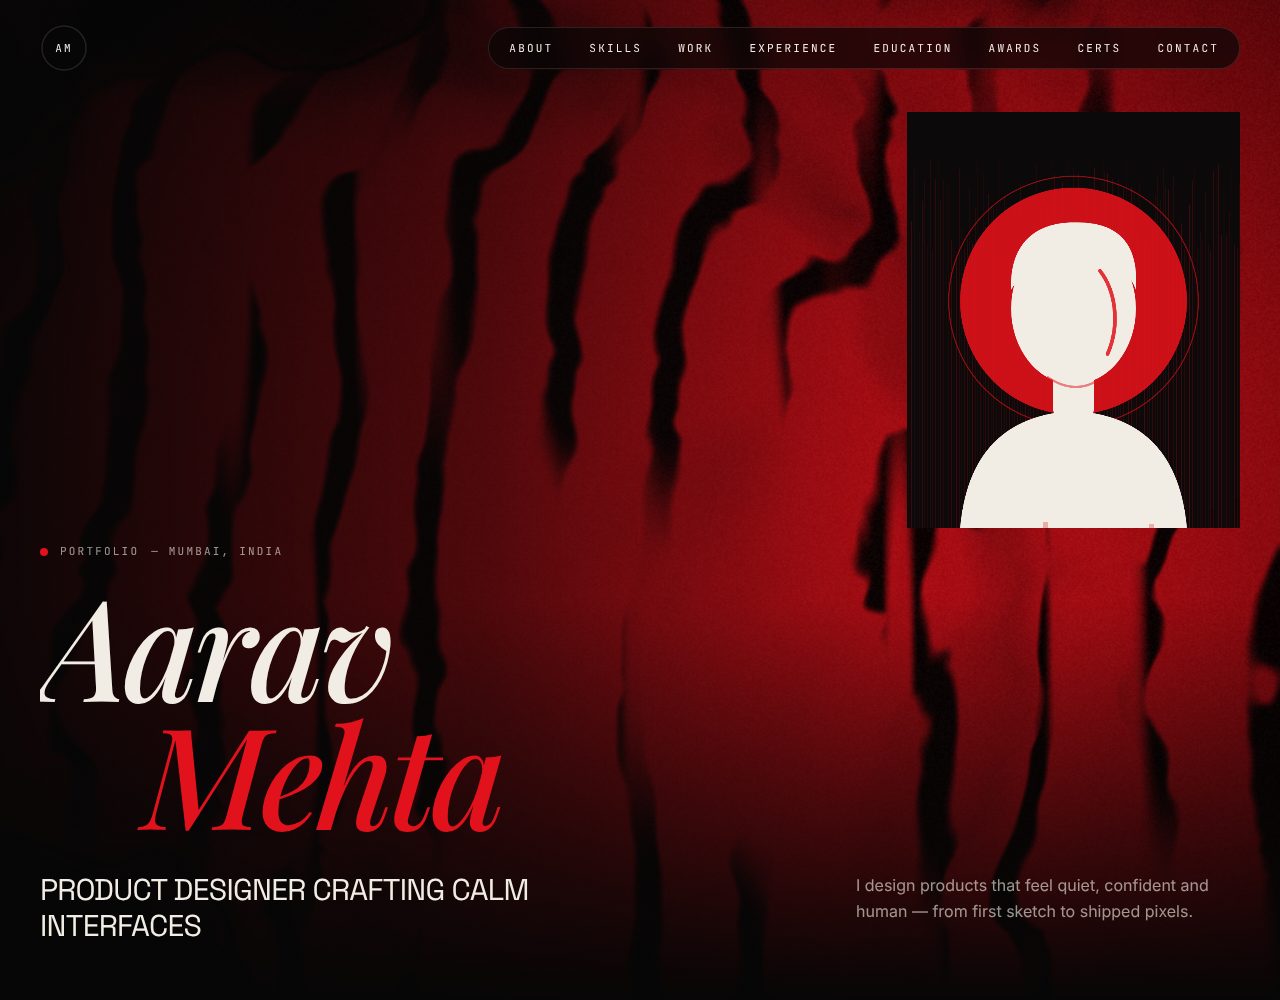 AM
ABOUT SKILLS WORK EXPERIENCE EDUCATION AWARDS CERTS CONTACT
PORTFOLIO — MUMBAI, INDIA
Aarav
Mehta
PRODUCT DESIGNER CRAFTING CALM
INTERFACES
I design products that feel quiet, confident and
human — from first sketch to shipped pixels.